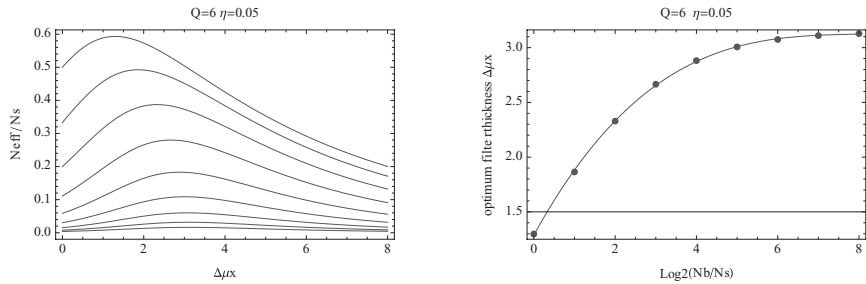 Q=6 η=0.05
Neff/Ns
0.6
0.5
0.4
0.3
0.2
0.1
0.0
0 2 4 6 8
Δμx
Q=6 η=0.05
optimum filte rthickness Δμx
3.0
2.5
2.0
1.5
0 2 4 6 8
Log2(Nb/Ns)